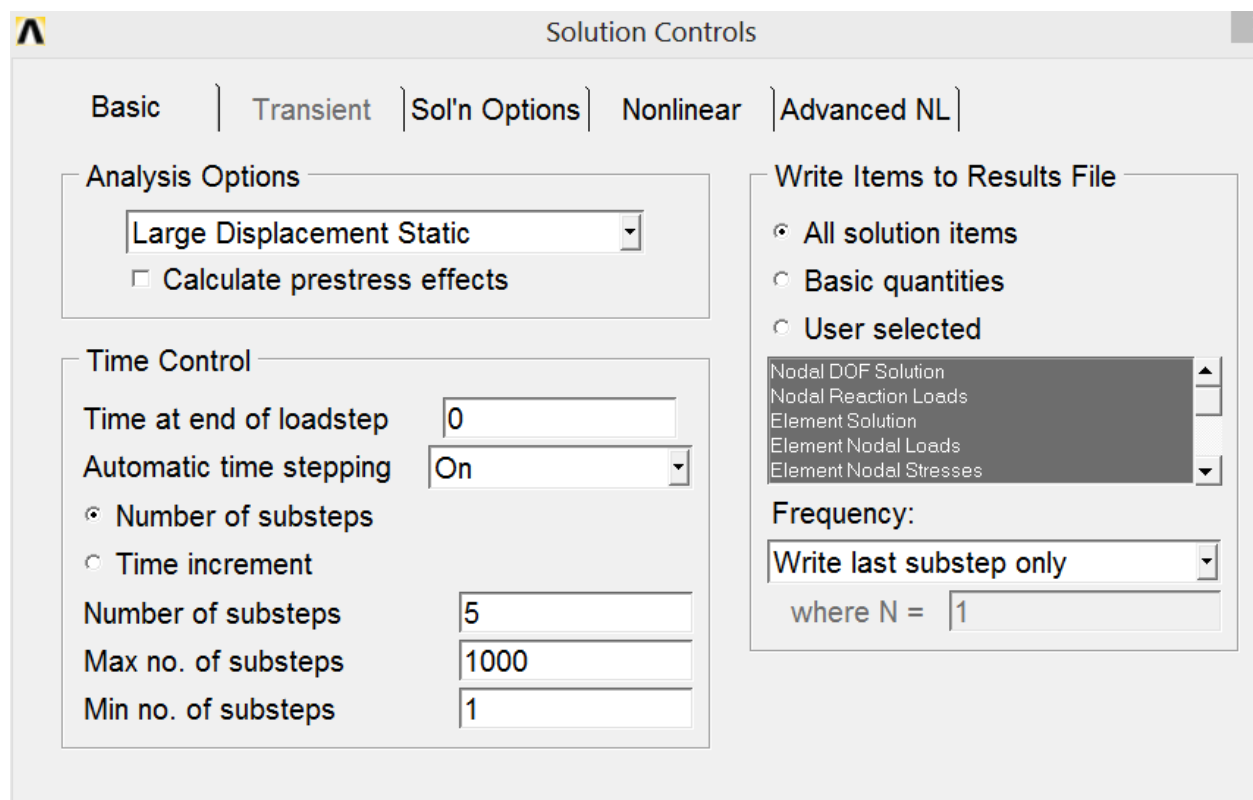 Solution Controls
Basic
Transient
Sol'n Options
Nonlinear
Advanced NL
Analysis Options
Large Displacement Static
Calculate prestress effects
Time Control
Time at end of loadstep
0
Automatic time stepping
On
Number of substeps
Time increment
Number of substeps
5
Max no. of substeps
1000
Min no. of substeps
1
Write Items to Results File
All solution items
Basic quantities
User selected
Nodal DOF Solution
Nodal Reaction Loads
Element Solution
Element Nodal Loads
Element Nodal Stresses
Frequency:
Write last substep only
where N =
1